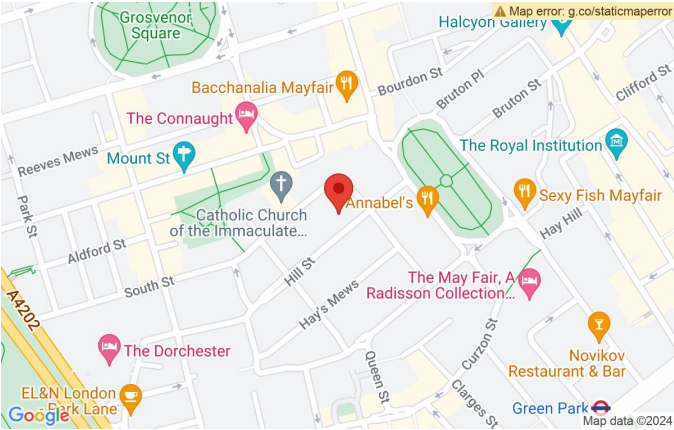 Map error: g.co/staticmaperror
Grosvenor
Square
Halcyon Gallery
Bacchanalia Mayfair
Bourdon St
Bruton Pl
Bruton St
Clifford St
The Connaught
Reeves Mews
Mount St
The Royal Institution
Park St
Catholic Church
of the Immaculate...
Annabel's
Sexy Fish Mayfair
Hay Hill
Aldford St
South St
Hill St
Hay's Mews
The May Fair, A
Radisson Collection...
A4202
The Dorchester
Queen St
Curzon St
Novikov
Restaurant & Bar
EL&N London
- Park Lane
Clarges St
Green Park
Google
Map data ©2024